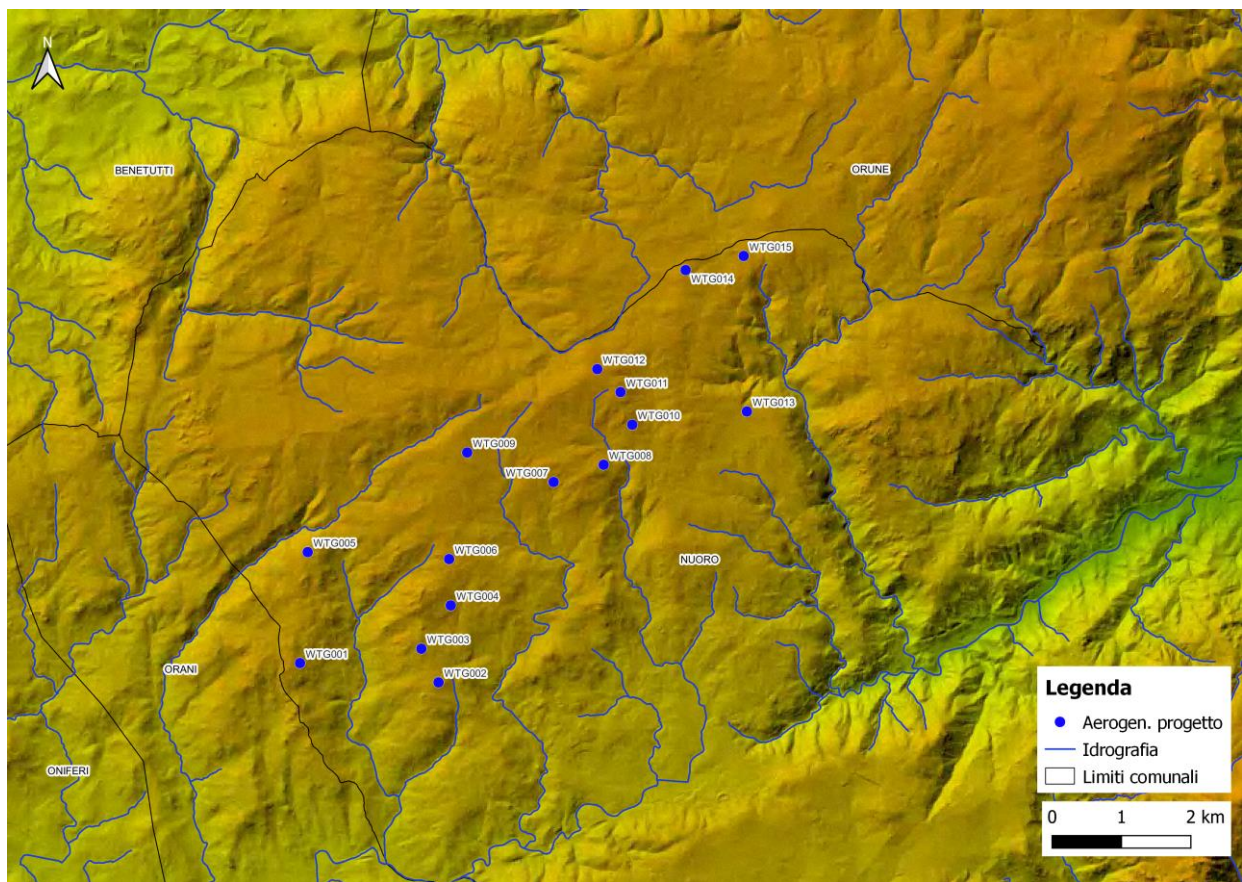 N
BENETUTTI
ORUNE
WTG015
WTG014
WTG012
WTG011
WTG013
WTG010
WTG009
WTG008
WTG007
WTG005
WTG006
NUORO
WTG004
WTG003
WTG001
ORANI
WTG002
ONIFERI
Legenda
Aerogen. progetto
Idrografia
Limiti comunali
0 1 2 km